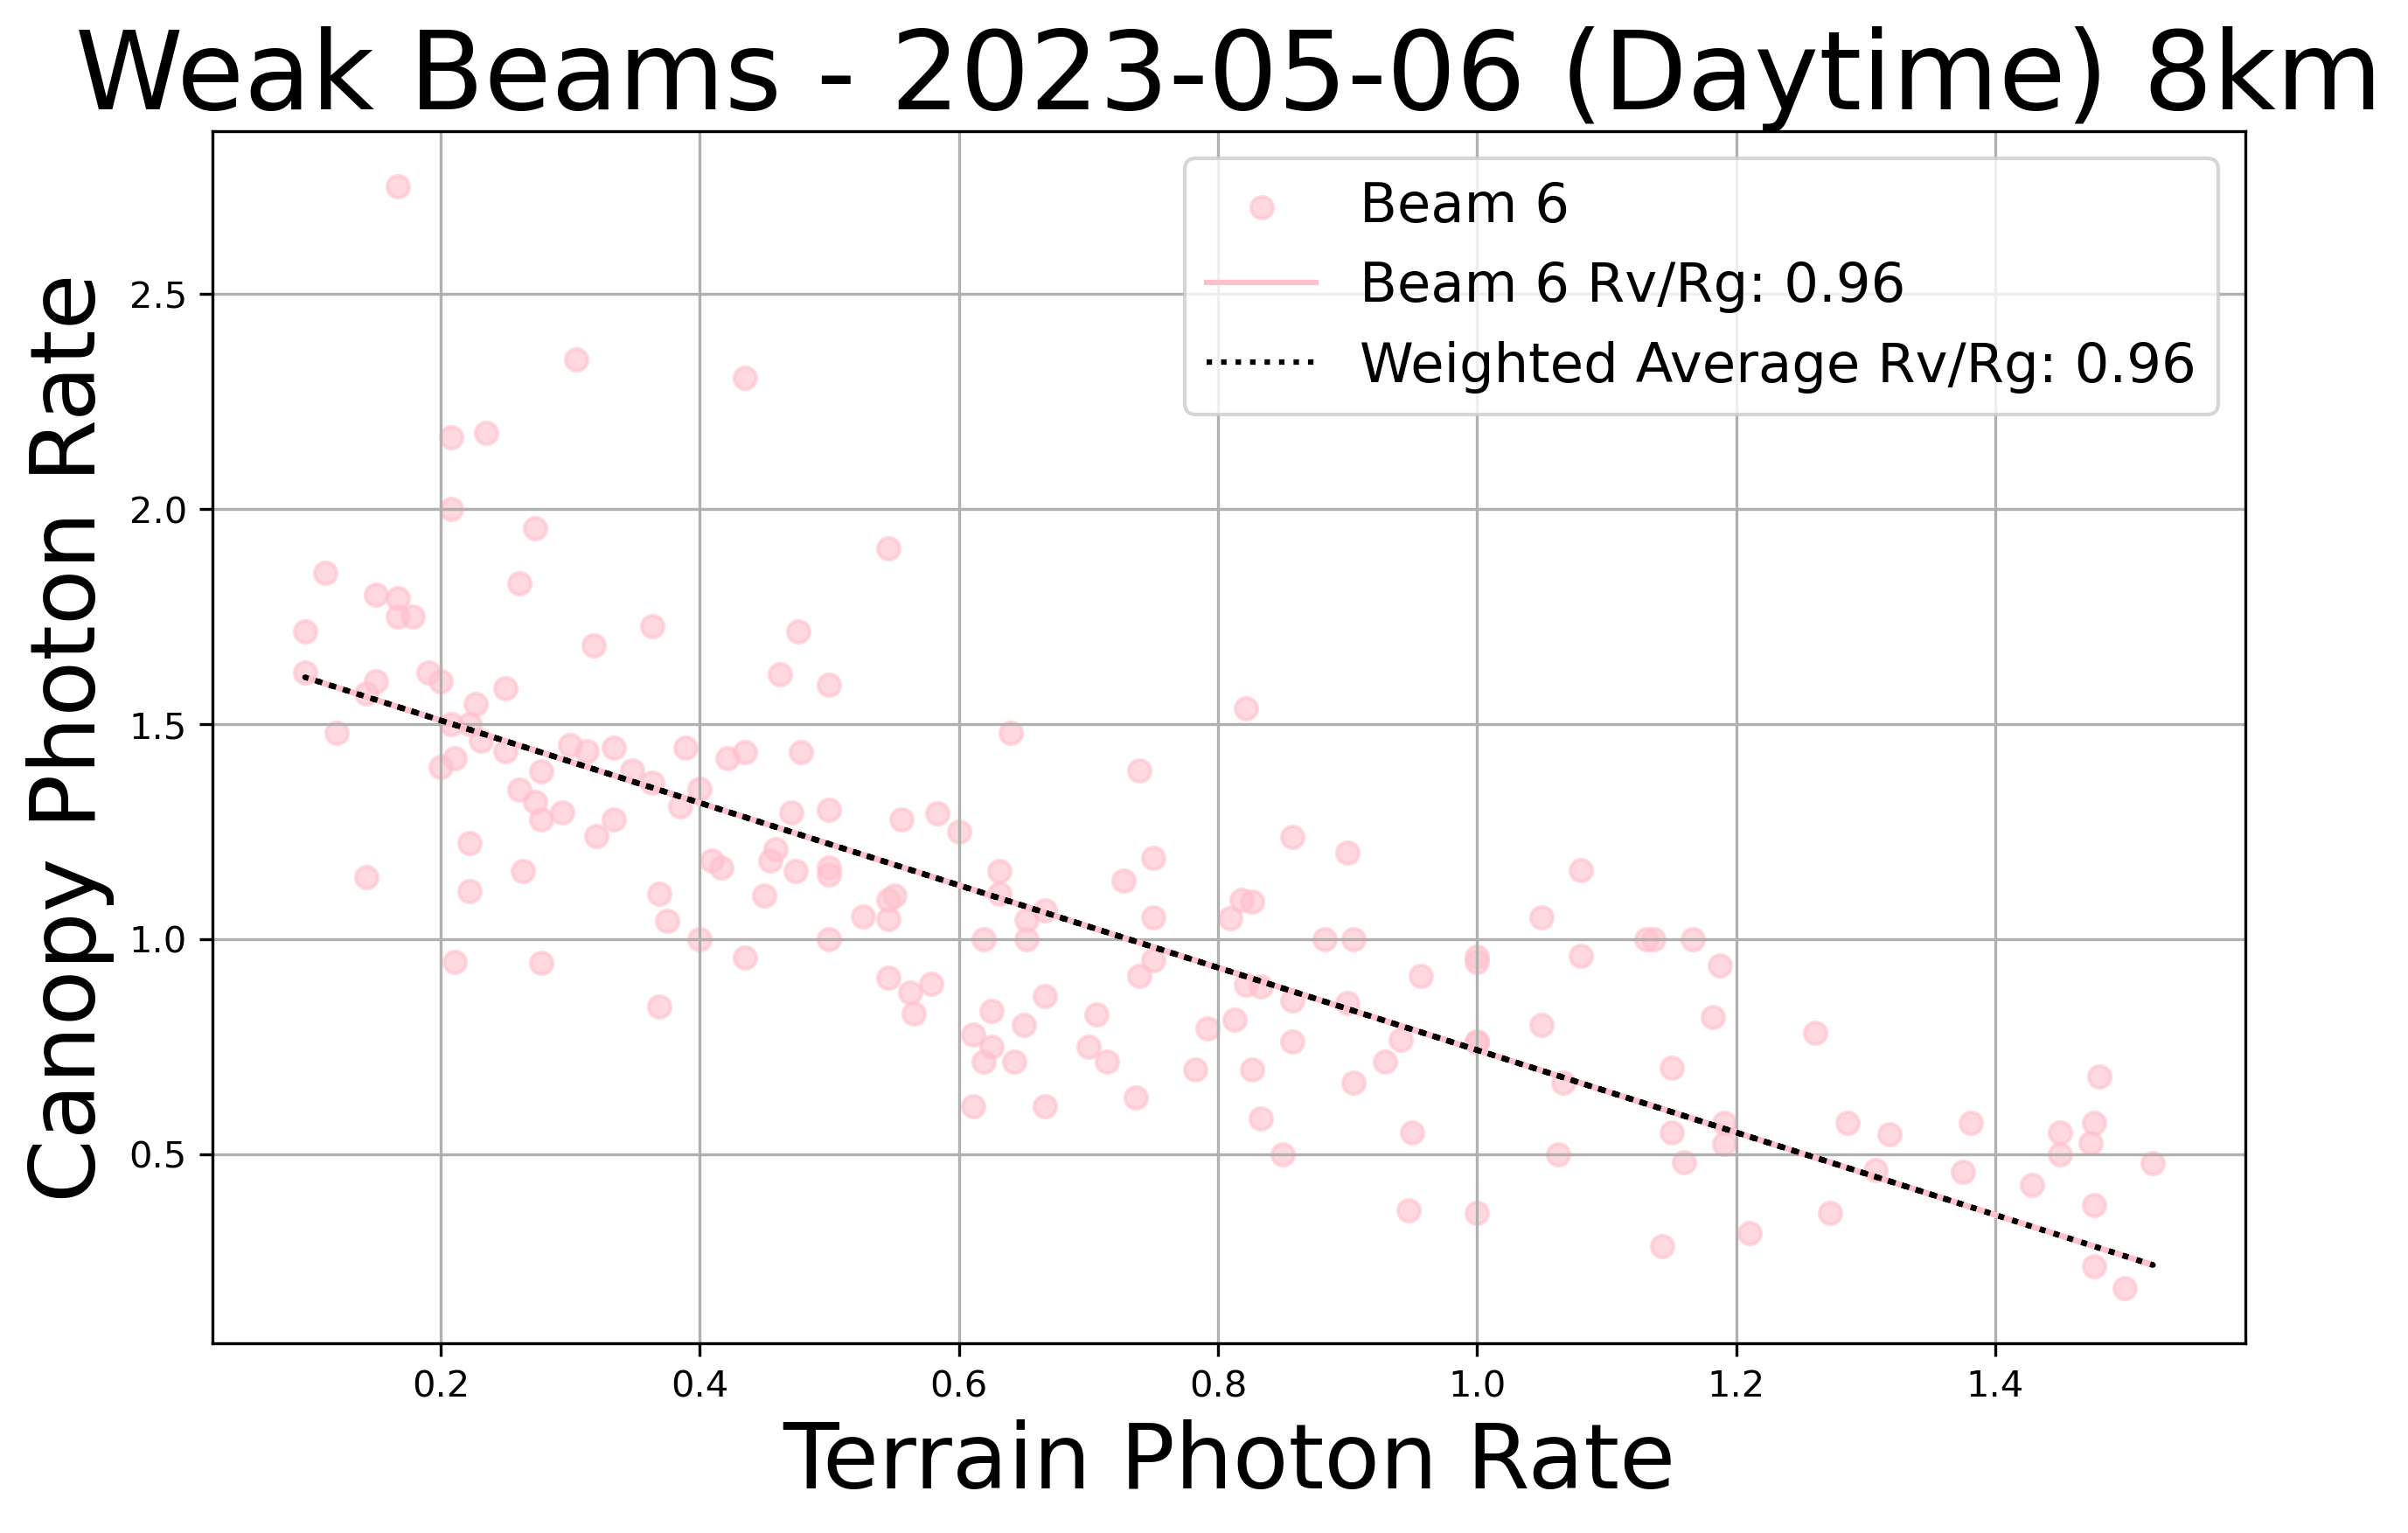 Weak Beams - 2023-05-06 (Daytime) 8km
Beam 6
Beam 6 Rv/Rg: 0.96
Weighted Average Rv/Rg: 0.96
Canopy Photon Rate
2.5
2.0
1.5
1.0
0.5
0.2 0.4 0.6 0.8 1.0 1.2 1.4
Terrain Photon Rate